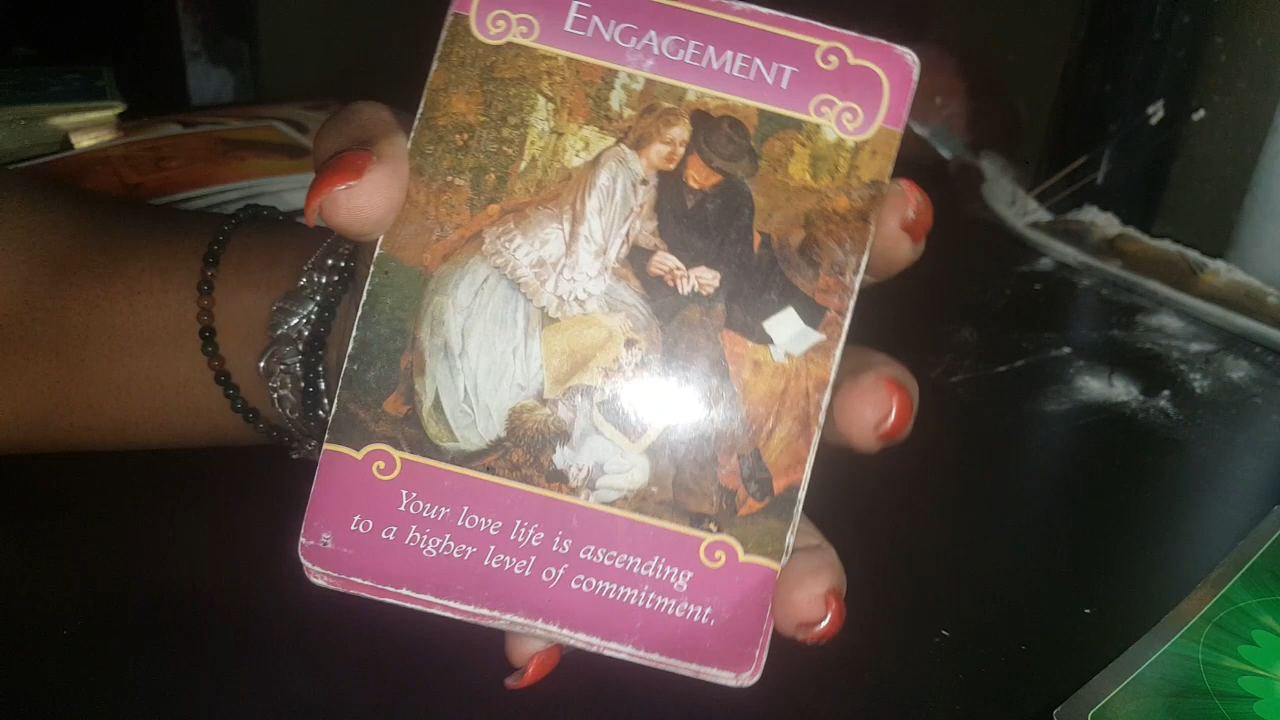 ENGAGEMENT
Your love life is ascending
to a higher level of commitment.